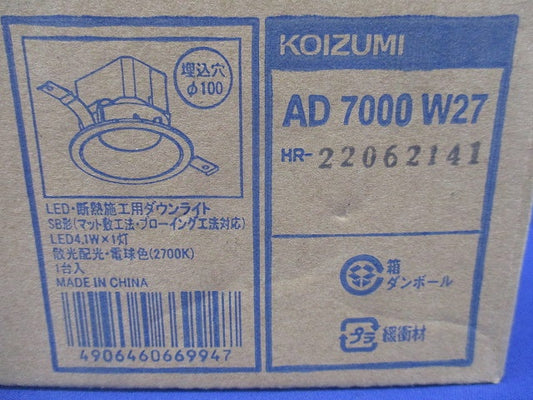 埋込穴
φ100
LED・断熱施工用ダウンライト
SB形(マット敷工法・ブローイング工法対応)
LED4.1W×1灯
散光配光・電球色(2700K)
1台入
MADE IN CHINA
4906460669947
KOIZUMI
AD 7000 W27
HR-22062141
箱
ダンボール
プラ
緩衝材